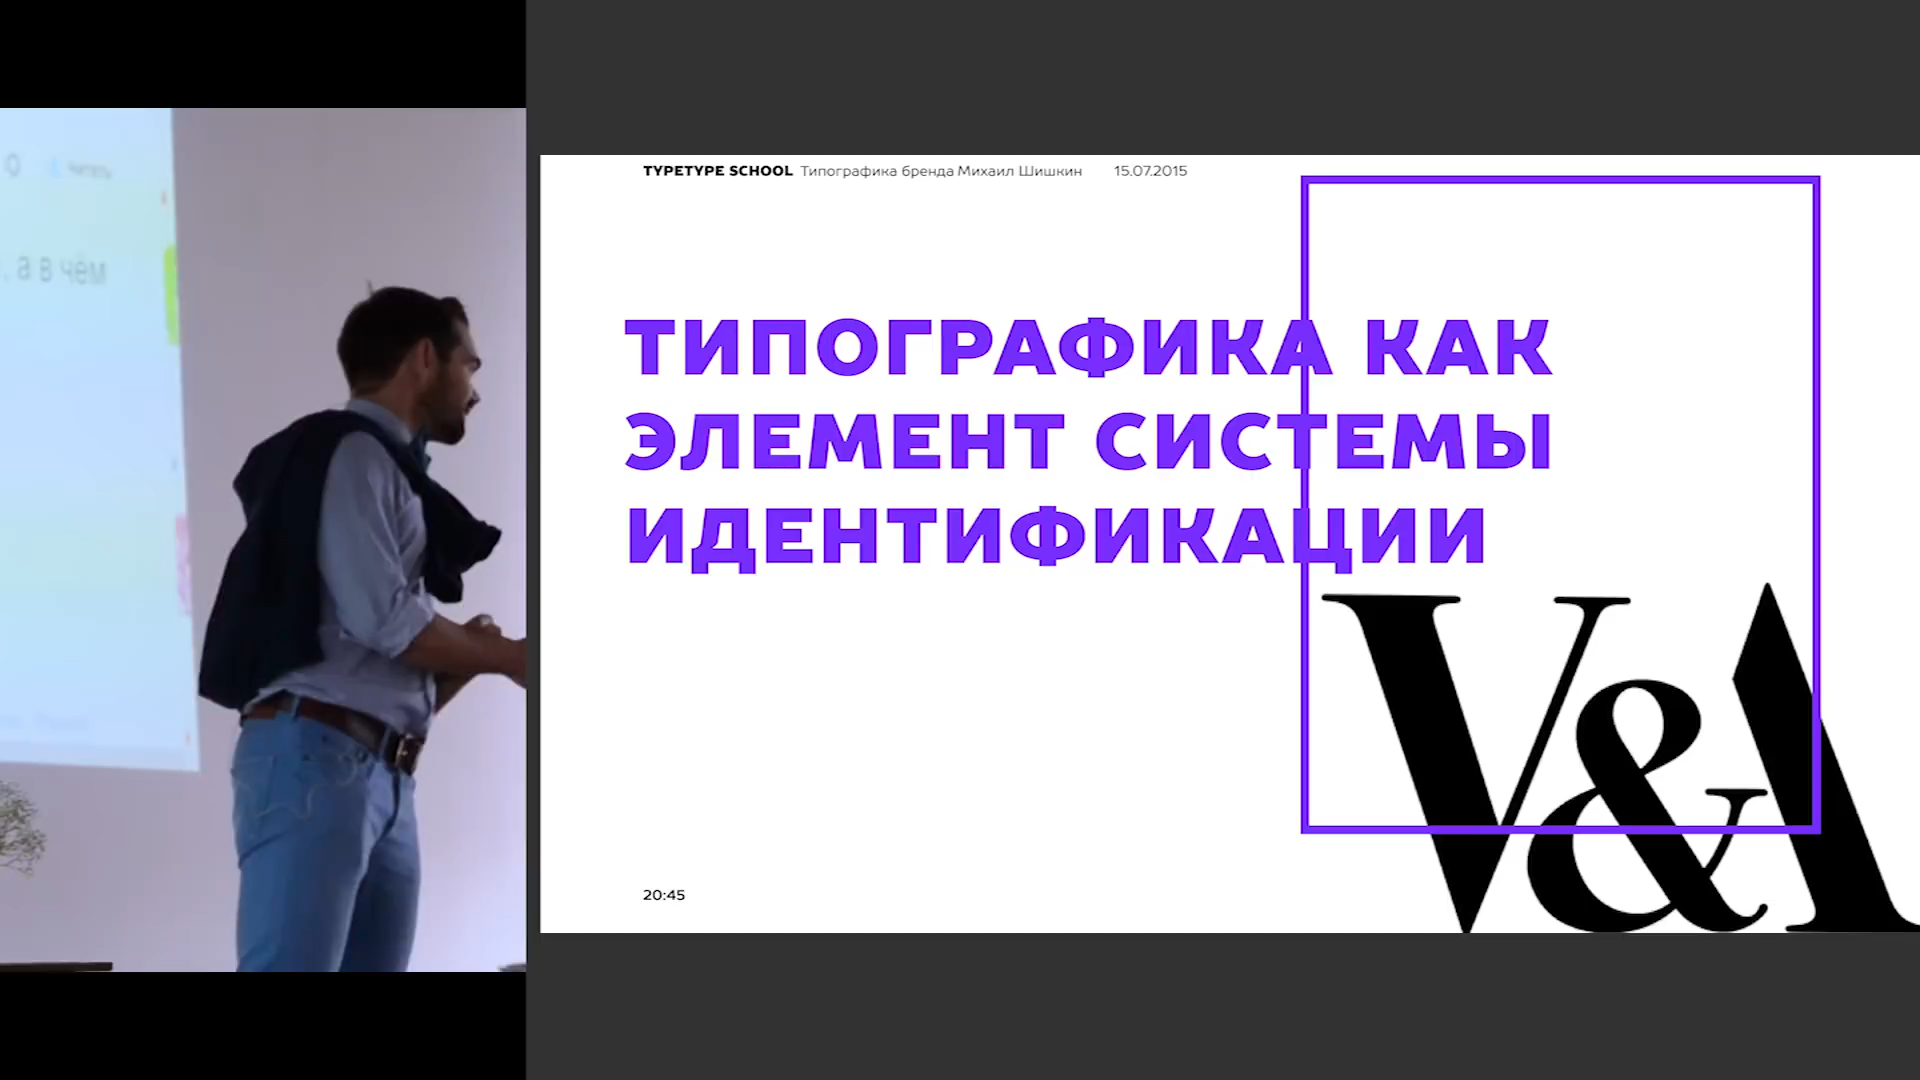 , а в чём
TYPETYPE SCHOOL Типографика бренда Михаил Шишкин 15.07.2015
ТИПОГРАФИКА КАК
ЭЛЕМЕНТ СИСТЕМЫ
ИДЕНТИФИКАЦИИ
V&A
20:45